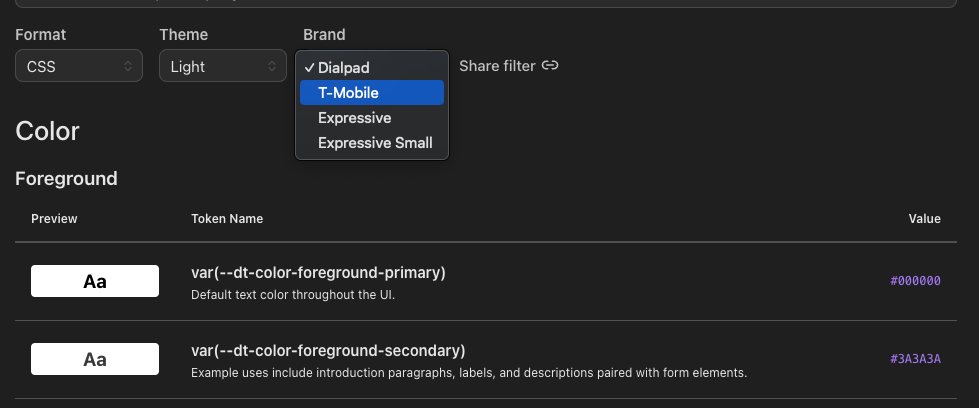 Format
Theme
Brand
CSS
Light
✓ Dialpad
T-Mobile
Expressive
Expressive Small
Share filter
Color
Foreground
Preview
Token Name
Value
Aa
var(--dt-color-foreground-primary)
Default text color throughout the UI.
#000000
Aa
var(--dt-color-foreground-secondary)
Example uses include introduction paragraphs, labels, and descriptions paired with form elements.
#3A3A3A